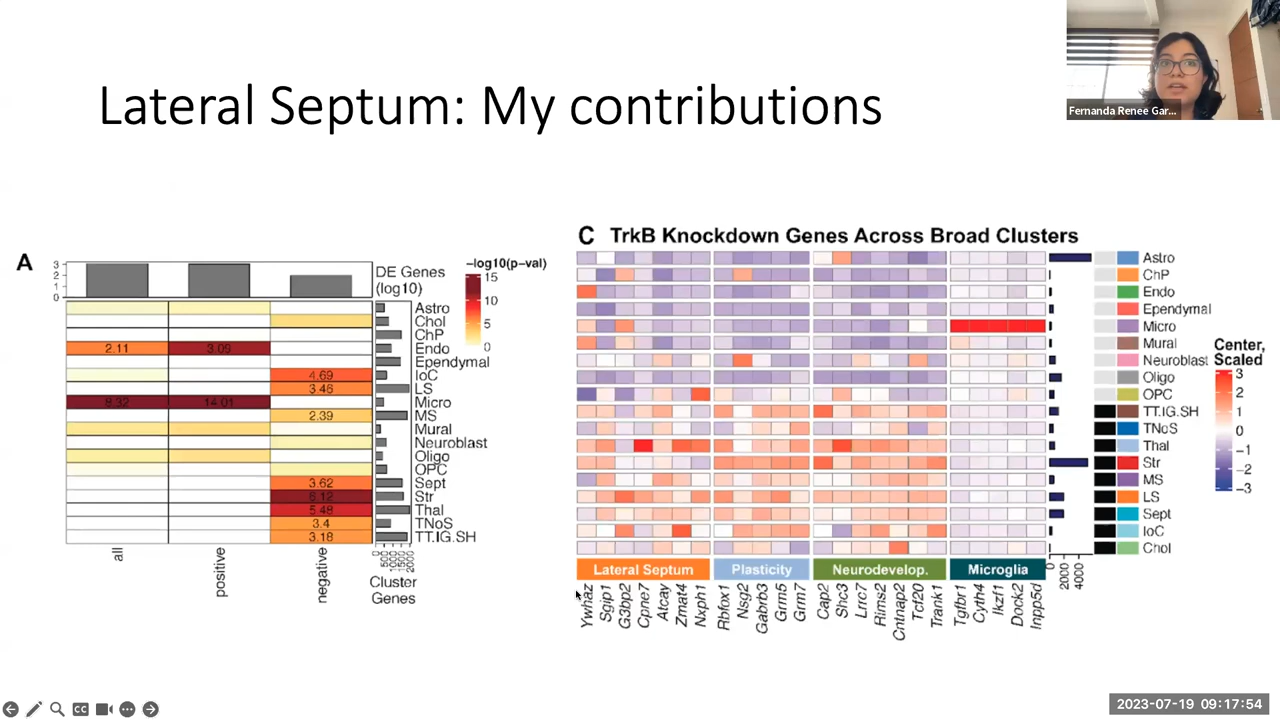 Lateral Septum: My contributions
Fernanda Renee Gar...
A
3
2
1
0
DE Genes
(log10)
−log10(p−val)
15
10
5
0
Astro
Chol
ChP
2.11 3.09 Endo
Ependymal
4.69 IoC
3.46 LS
8.32 14.01 Micro
2.39 MS
Mural
Neuroblast
Oligo
OPC
3.62 Sept
6.12 Str
5.48 Thal
3.4 TNoS
3.18 TT.IG.SH
all
positive
negative
0
500
1000
1500
2000
Cluster
Genes
C TrkB Knockdown Genes Across Broad Clusters
Astro
ChP
Endo
Ependymal
Micro
Mural
Neuroblast
Oligo
OPC
TT.IG.SH
TNoS
Thal
Str
MS
LS
Sept
IoC
Chol
Center,
Scaled
3
2
1
0
−1
−2
−3
0
2000
4000
Lateral Septum Plasticity Neurodevelop. Microglia
Ywhaz
Sgip1
G3bp2
Cpne7
Atcay
Zmat4
Nxph1
Rbfox1
Nsg2
Gabrb3
Grm5
Grm7
Cap2
Shc3
Lrrc7
Rims2
Cntnap2
Tcf20
Trank1
Tgfbr1
Cyth4
Ikzf1
Dock2
Inpp5d
CC
2023-07-19 09:17:54